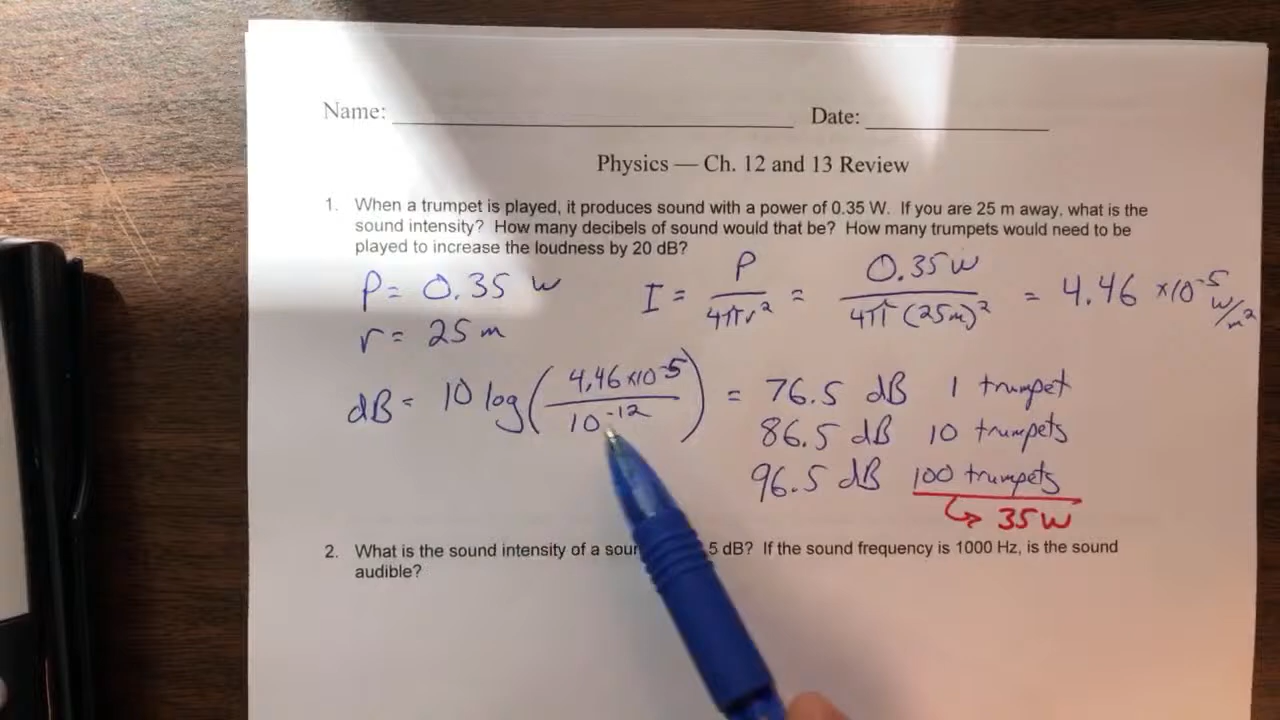 Name: ____________ Date: ____________
Physics — Ch. 12 and 13 Review
1. When a trumpet is played, it produces sound with a power of 0.35 W. If you are 25 m away, what is the
sound intensity? How many decibels of sound would that be? How many trumpets would need to be
played to increase the loudness by 20 dB?
P = 0.35 W
r = 25 m
I = P / 4πr² = 0.35 W / 4π (25m)² = 4.46 ×10⁻⁵ W/m²
dB = 10 log( 4.46×10⁻⁵ / 10⁻¹² ) = 76.5 dB 1 trumpet
86.5 dB 10 trumpets
96.5 dB 100 trumpets
↳ 35 W
2. What is the sound intensity of a 5 dB? If the sound frequency is 1000 Hz, is the sound
audible?